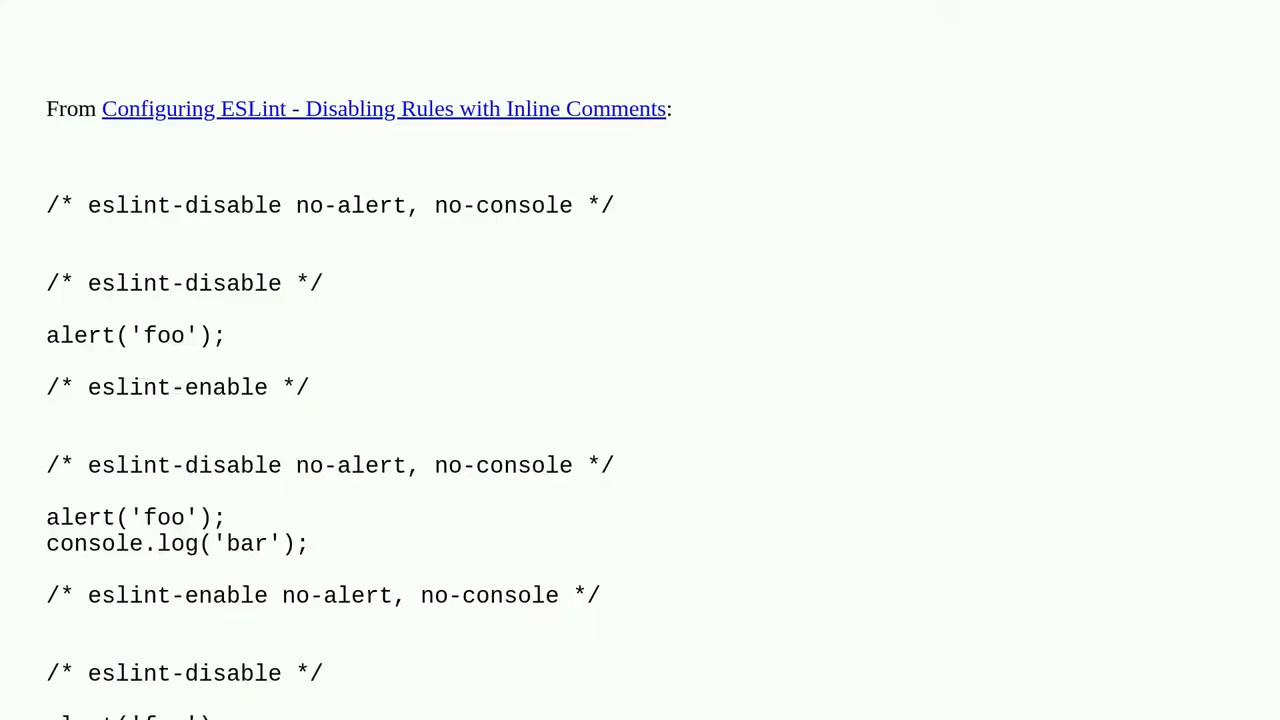 From Configuring ESLint - Disabling Rules with Inline Comments:
/* eslint-disable no-alert, no-console */
/* eslint-disable */
alert('foo');
/* eslint-enable */
/* eslint-disable no-alert, no-console */
alert('foo');
console.log('bar');
/* eslint-enable no-alert, no-console */
/* eslint-disable */